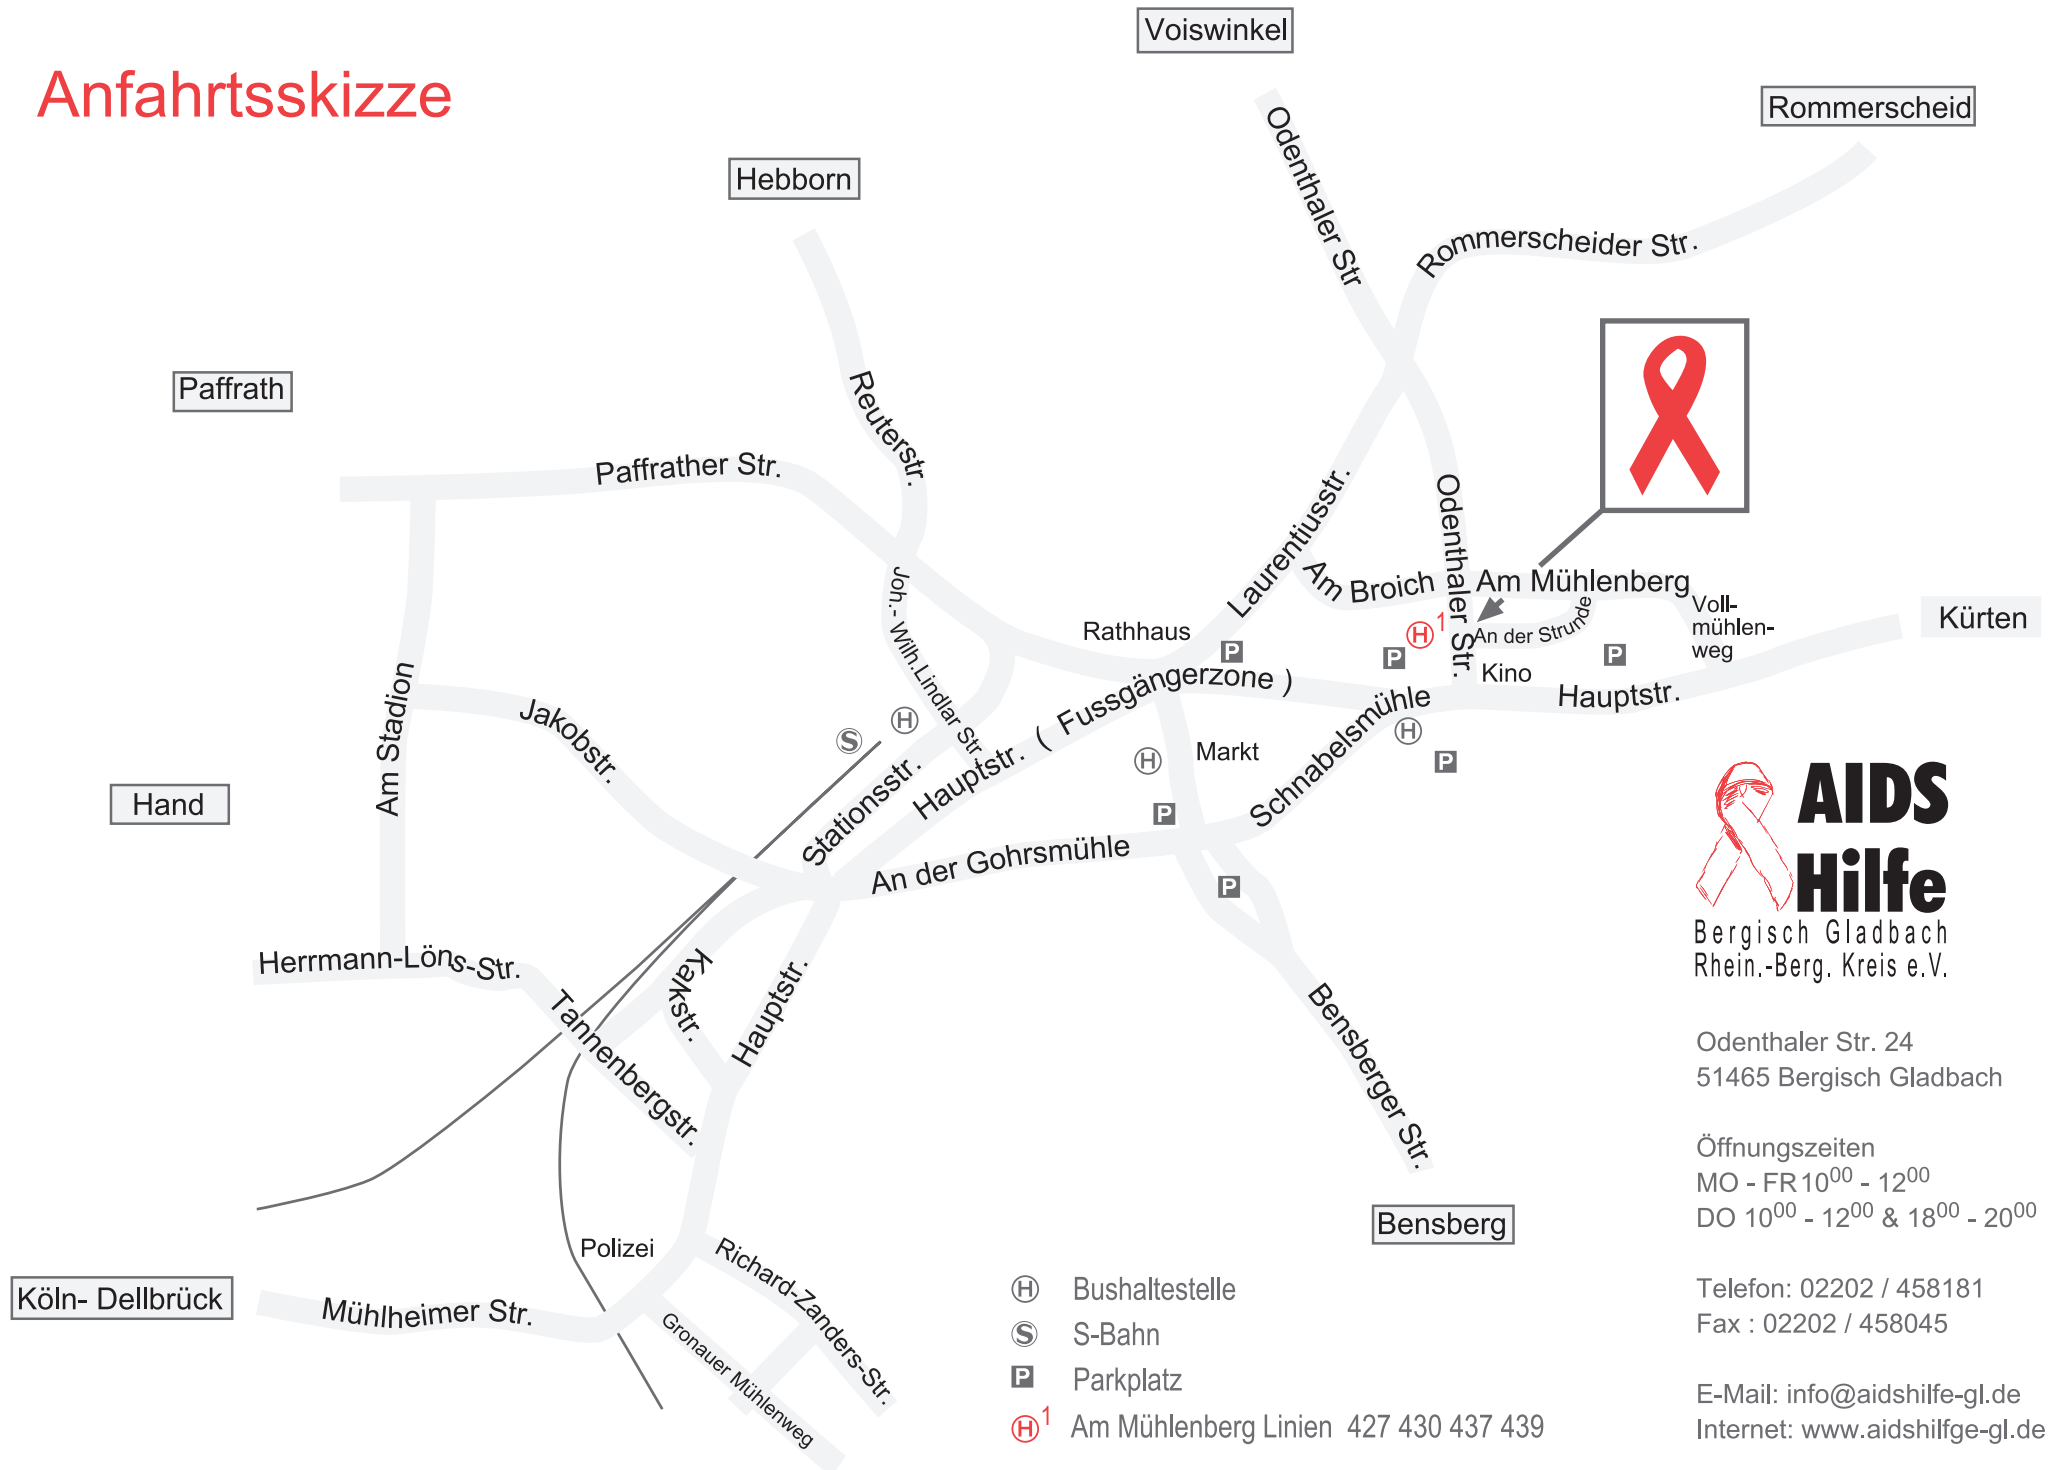 Anfahrtsskizze
Voiswinkel
Rommerscheid
Hebborn
Paffrath
Odenthaler Str
Rommerscheider Str.
Reuterstr.
Paffrather Str.
Laurentiusstr.
Odenthaler Str.
Am Broich
Am Mühlenberg
Joh.- Wilh.Lindlar Str.
Rathhaus
P
H 1
P
An der Strunde
P
Voll-
mühlen-
weg
Kürten
Kino
Hauptstr.
Am Stadion
Jakobstr.
S
H
Stationsstr.
Hauptstr. ( Fussgängerzone )
H
Markt
Schnabelsmühle
H
P
Hand
P
An der Gohrsmühle
P
Herrmann-Löns-Str.
Tannenbergstr.
Kalkstr.
Hauptstr.
Bensberger Str.
Bensberg
Polizei
Richard-Zanders-Str.
Köln- Dellbrück
Mühlheimer Str.
Gronauer Mühlenweg
H Bushaltestelle
S S-Bahn
P Parkplatz
H 1 Am Mühlenberg Linien 427 430 437 439
AIDS
Hilfe
Bergisch Gladbach
Rhein.-Berg. Kreis e.V.
Odenthaler Str. 24
51465 Bergisch Gladbach
Öffnungszeiten
MO - FR 10⁰⁰ - 12⁰⁰
DO 10⁰⁰ - 12⁰⁰ & 18⁰⁰ - 20⁰⁰
Telefon: 02202 / 458181
Fax : 02202 / 458045
E-Mail: info@aidshilfe-gl.de
Internet: www.aidshilfge-gl.de